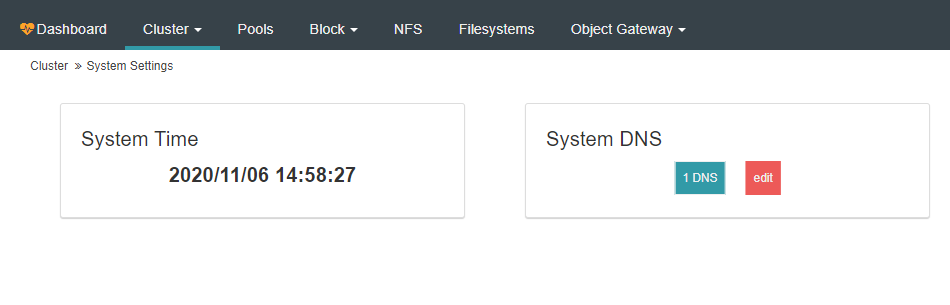 Dashboard Cluster Pools Block NFS Filesystems Object Gateway
Cluster » System Settings
System Time
2020/11/06 14:58:27
System DNS
1 DNS edit